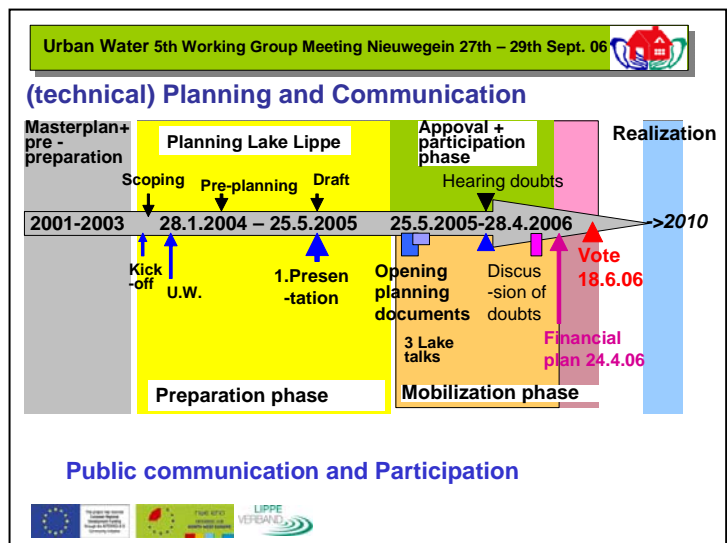 Urban Water 5th Working Group Meeting Nieuwegein 27th – 29th Sept. 06
(technical) Planning and Communication
Masterplan+
pre -
preparation
Planning Lake Lippe
Appoval +
participation
phase
Realization
Scoping
Pre-planning
Draft
Hearing doubts
2001-2003
28.1.2004 – 25.5.2005
25.5.2005-28.4.2006
->2010
Kick
-off
U.W.
1.Presen
-tation
Opening
planning
documents
Discus
-sion of
doubts
Vote
18.6.06
3 Lake
talks
Financial
plan 24.4.06
Preparation phase
Mobilization phase
Public communication and Participation
LIPPE
VERBAND